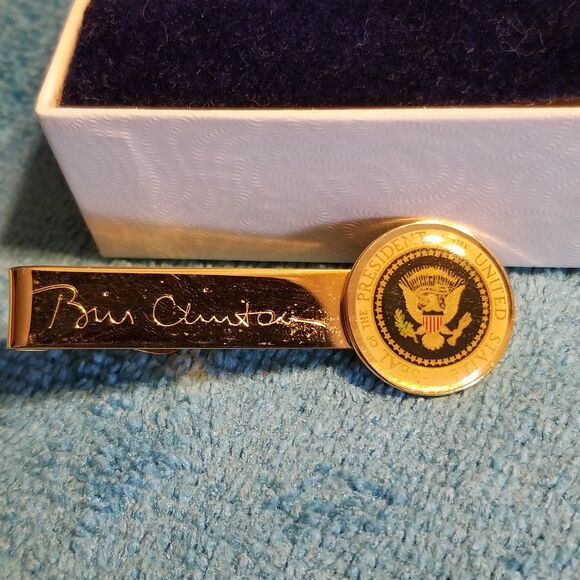 Bill Clinton
SEAL OF THE PRESIDENT OF THE UNITED STATES